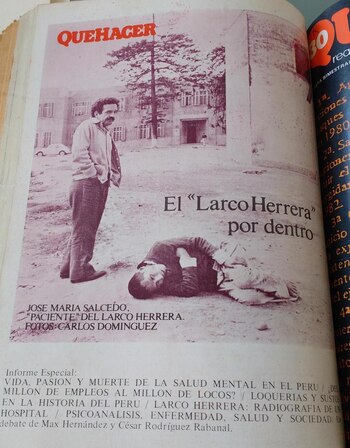 QUEHACER
El "Larco Herrera"
por dentro
JOSE MARIA SALCEDO,
"PACIENTE" DEL LARCO HERRERA.
FOTOS: CARLOS DOMINGUEZ
Informe Especial:
VIDA, PASION Y MUERTE DE LA SALUD MENTAL EN EL PERU /
MILLON DE EMPLEOS AL MILLON DE LOCOS? / LOQUERIAS Y
EN LA HISTORIA DEL PERU / LARCO HERRERA: RADIOGRAFIA DE
HOSPITAL / PSICOANALISIS, ENFERMEDAD, SALUD Y SOCIEDAD
debate de Max Hernández y César Rodríguez Rabanal.
30